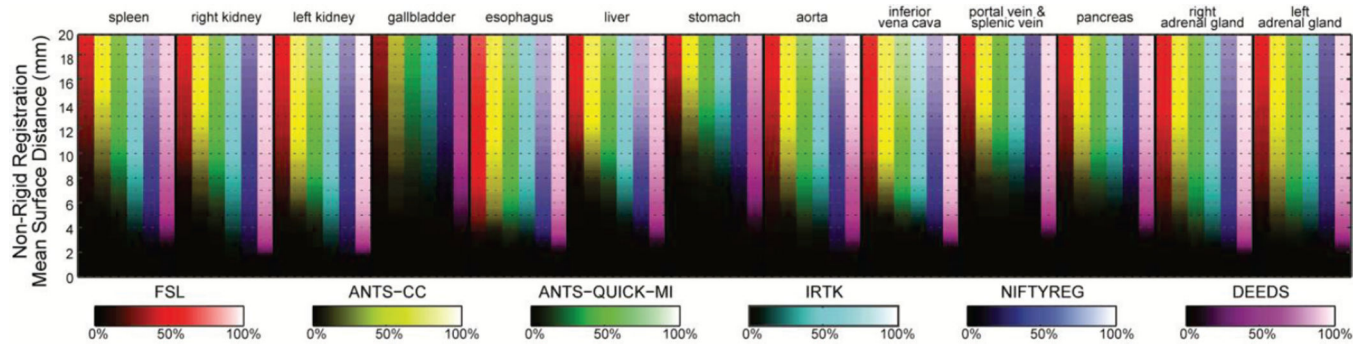 spleen right kidney left kidney gallbladder esophagus liver stomach aorta inferior vena cava portal vein & splenic vein pancreas right adrenal gland left adrenal gland
Non-Rigid Registration
Mean Surface Distance (mm)
20
18
16
14
12
10
8
6
4
2
0
FSL ANTS-CC ANTS-QUICK-MI IRTK NIFTYREG DEEDS
0% 50% 100% 0% 50% 100% 0% 50% 100% 0% 50% 100% 0% 50% 100% 0% 50% 100%